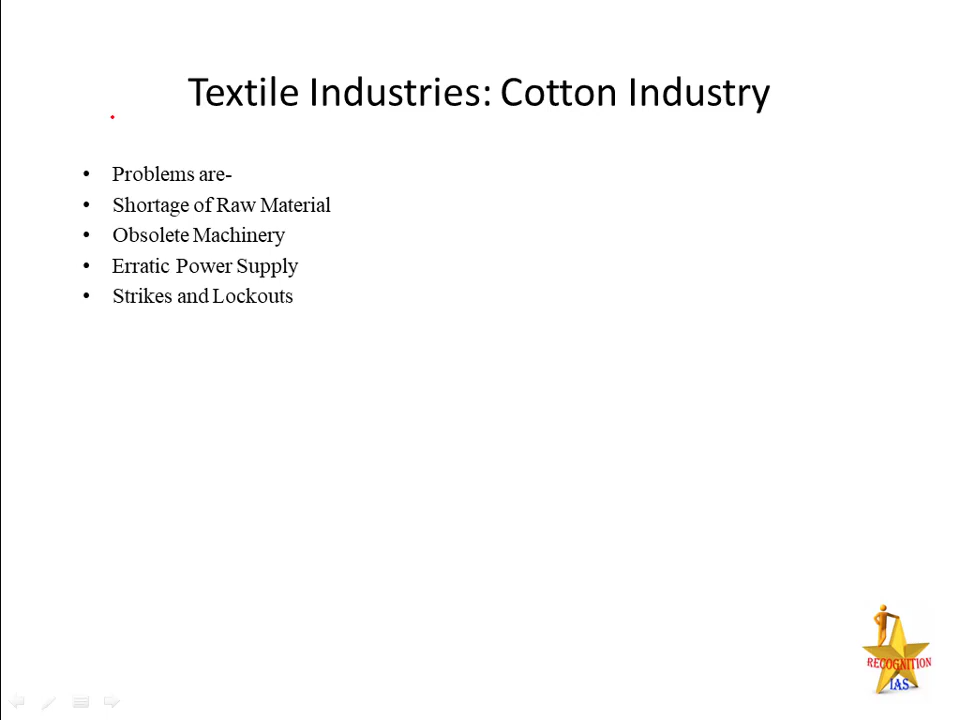 Textile Industries: Cotton Industry
• Problems are-
• Shortage of Raw Material
• Obsolete Machinery
• Erratic Power Supply
• Strikes and Lockouts
RECOGNITION
IAS